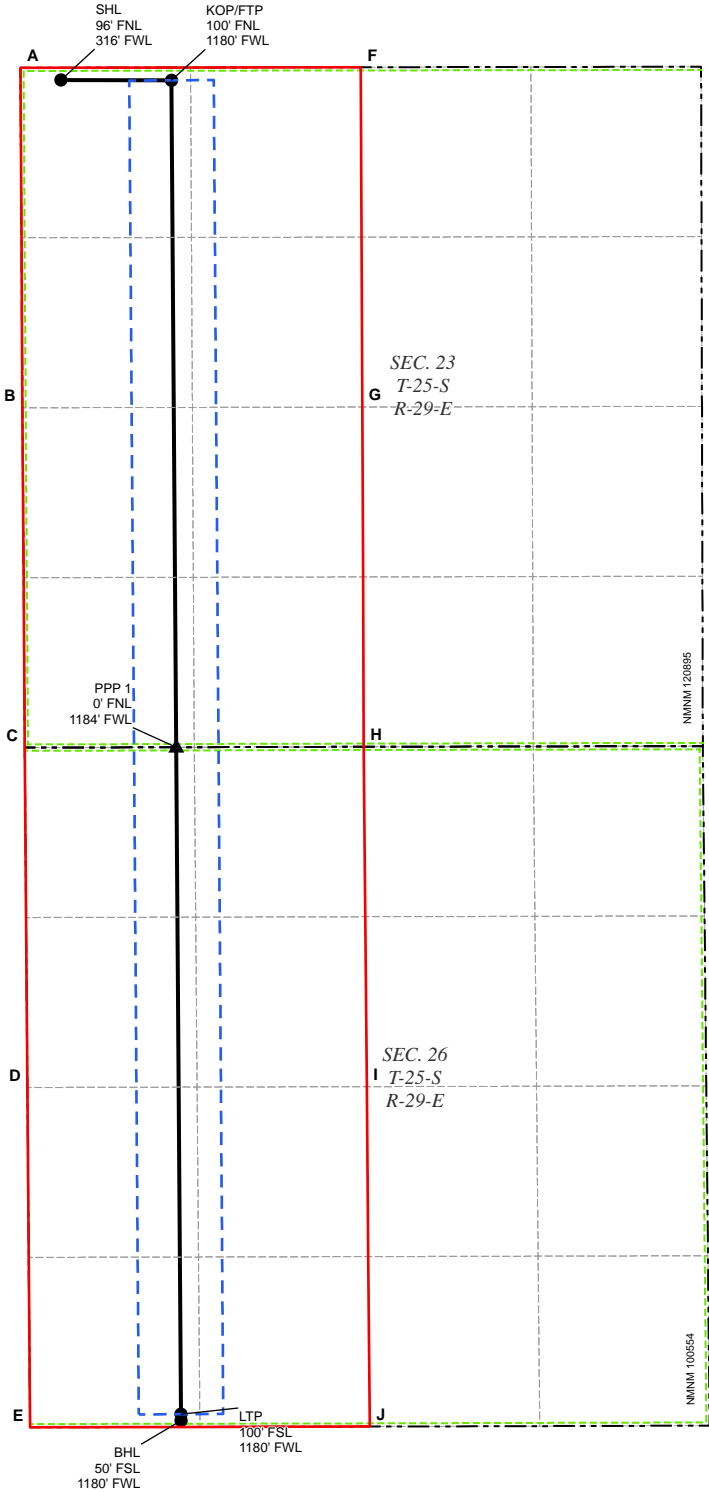 SHL
96' FNL
316' FWL
KOP/FTP
100' FNL
1180' FWL
A
F
SEC. 23
T-25-S
R-29-E
B
G
NMNM 120895
PPP 1
0' FNL
1184' FWL
C
H
SEC. 26
T-25-S
R-29-E
D
I
NMNM 100554
E
J
LTP
100' FSL
1180' FWL
BHL
50' FSL
1180' FWL